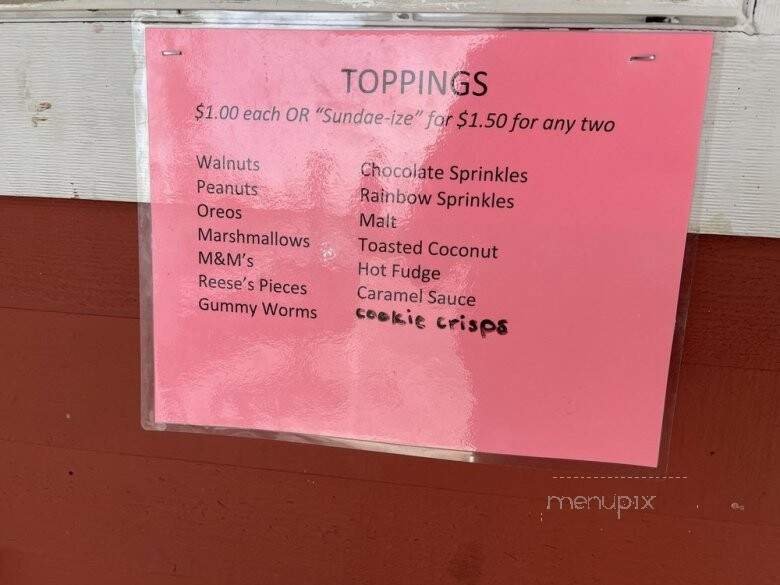 TOPPINGS
$1.00 each OR "Sundae-ize" for $1.50 for any two
Walnuts
Peanuts
Oreos
Marshmallows
M&M's
Reese's Pieces
Gummy Worms
Chocolate Sprinkles
Rainbow Sprinkles
Malt
Toasted Coconut
Hot Fudge
Caramel Sauce
cookie crisps
menupix